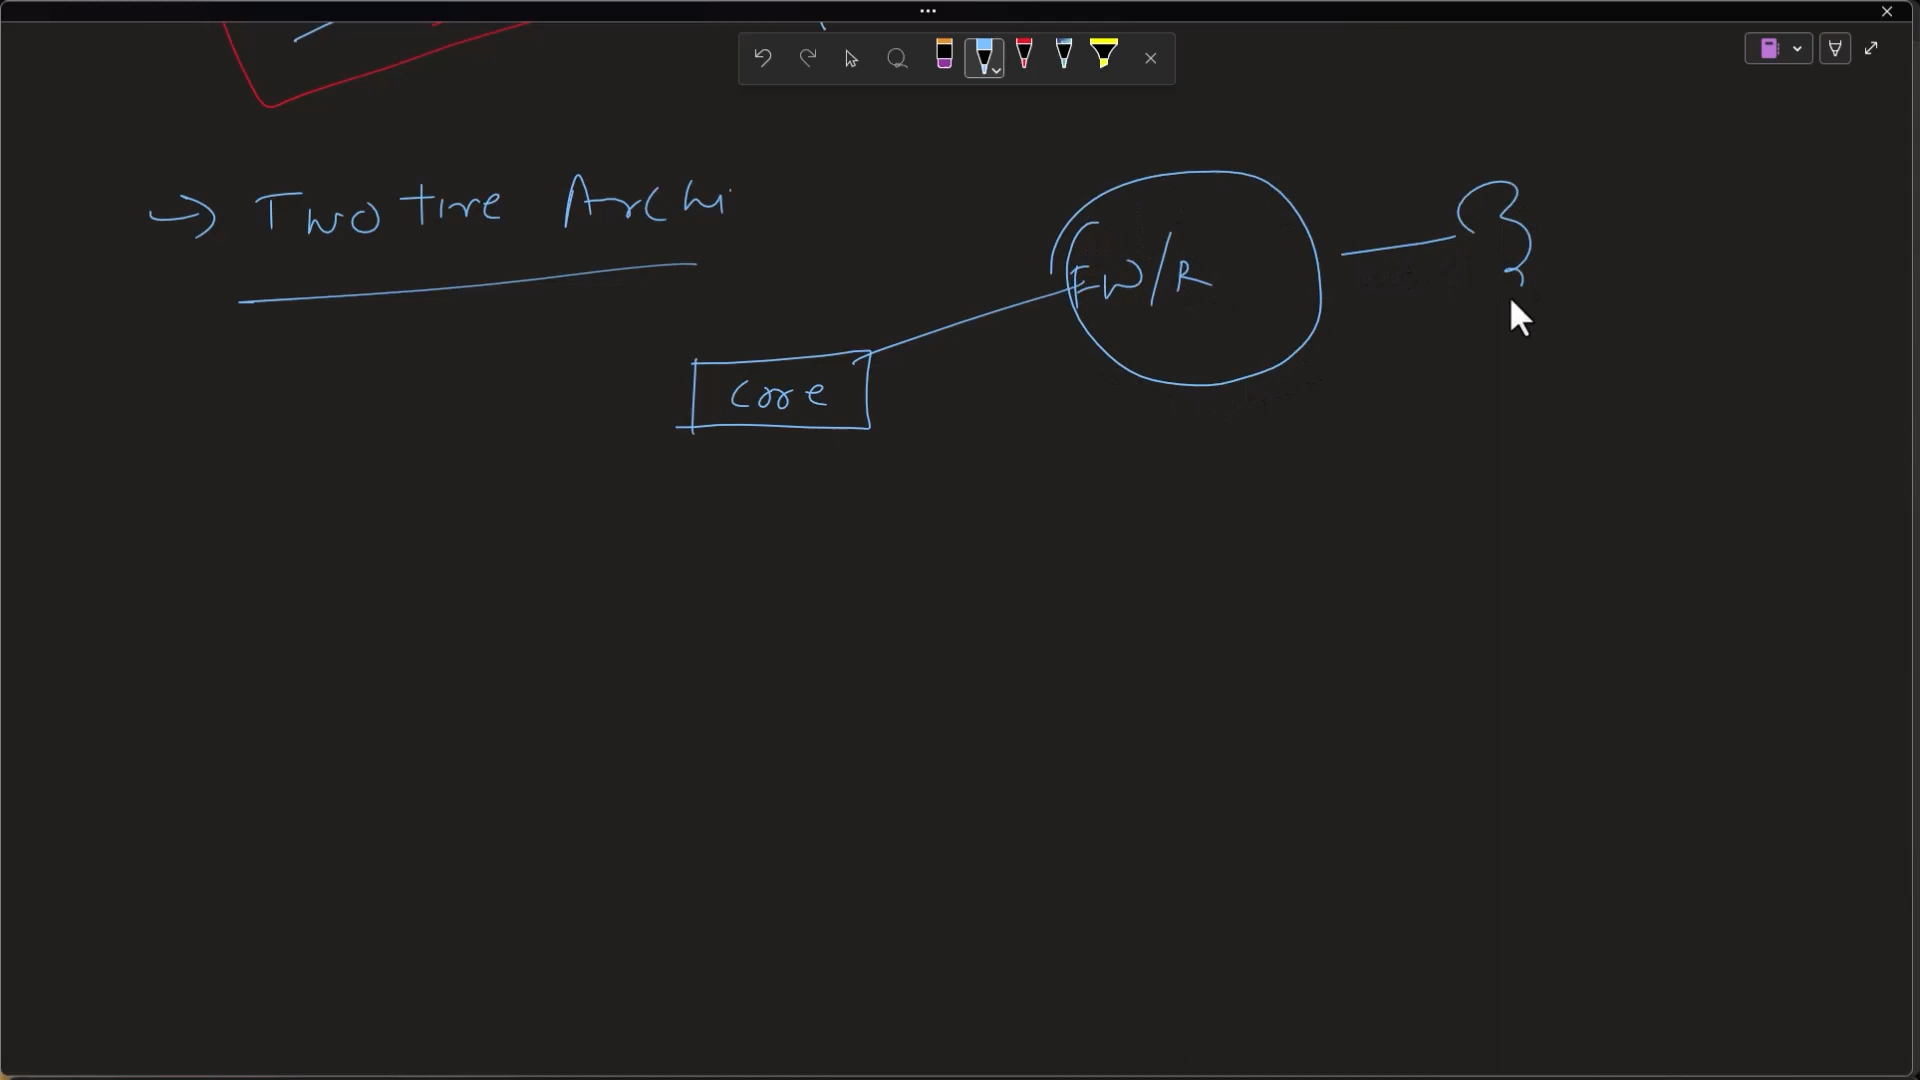 → Two tire Archi
FW/R
Core